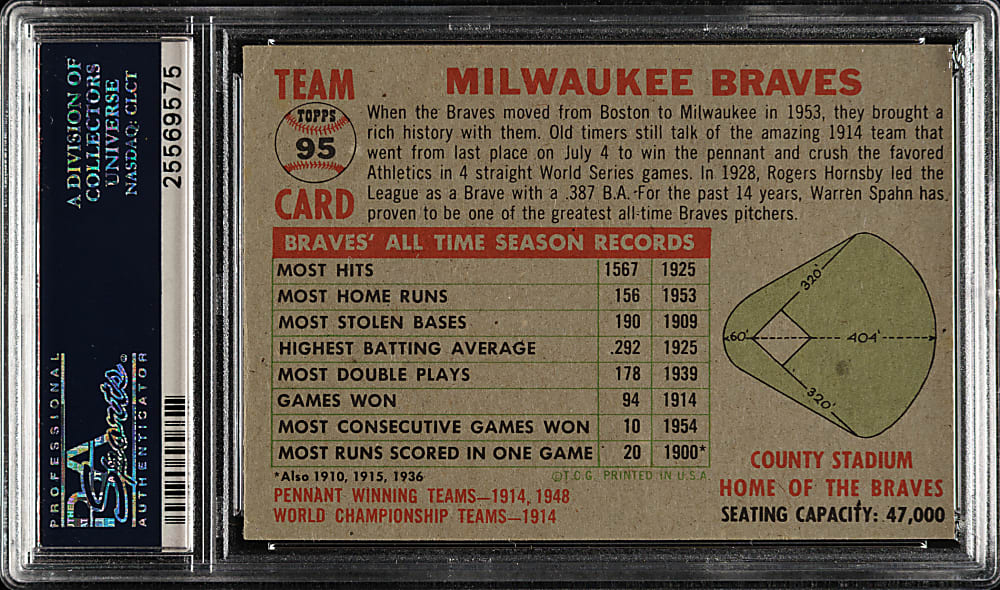 A DIVISION OF
COLLECTORS
UNIVERSE
NASDAQ: CLCT
25569575
PROFESSIONAL
PSA
Sports
AUTHENTICATOR
TEAM
TOPPS
95
CARD
MILWAUKEE BRAVES
When the Braves moved from Boston to Milwaukee in 1953, they brought a
rich history with them. Old timers still talk of the amazing 1914 team that
went from last place on July 4 to win the pennant and crush the favored
Athletics in 4 straight World Series games. In 1928, Rogers Hornsby led the
League as a Brave with a .387 B.A. For the past 14 years, Warren Spahn has
proven to be one of the greatest all-time Braves pitchers.
BRAVES' ALL TIME SEASON RECORDS
MOST HITS 1567 1925
MOST HOME RUNS 156 1953
MOST STOLEN BASES 190 1909
HIGHEST BATTING AVERAGE .292 1925
MOST DOUBLE PLAYS 178 1939
GAMES WON 94 1914
MOST CONSECUTIVE GAMES WON 10 1954
MOST RUNS SCORED IN ONE GAME 20 1900*
*Also 1910, 1915, 1936
©T.C.G. PRINTED IN U.S.A.
PENNANT WINNING TEAMS—1914, 1948
WORLD CHAMPIONSHIP TEAMS—1914
320'
60'
404'
320'
COUNTY STADIUM
HOME OF THE BRAVES
SEATING CAPACITY: 47,000